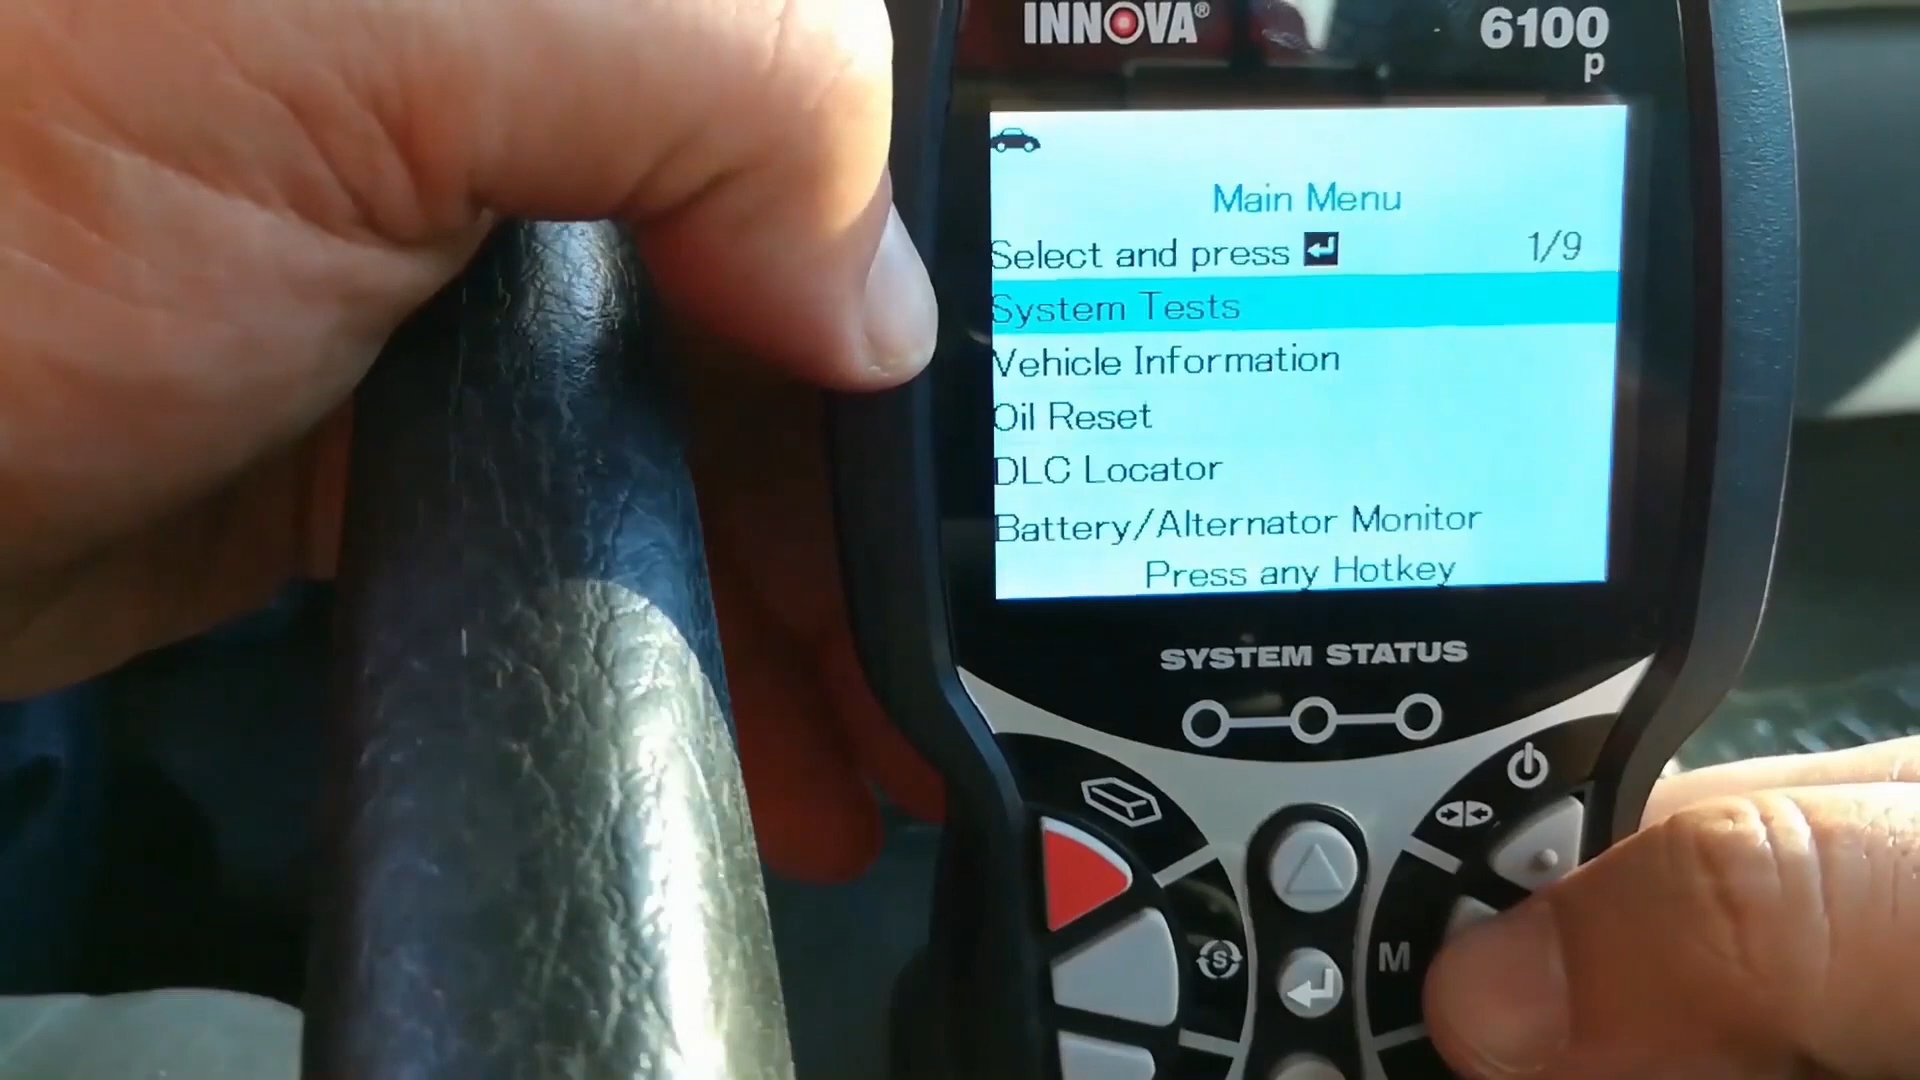 INNOVA® 6100
p
Main Menu
Select and press 1/9
System Tests
Vehicle Information
Oil Reset
DLC Locator
Battery/Alternator Monitor
Press any Hotkey
SYSTEM STATUS
S M